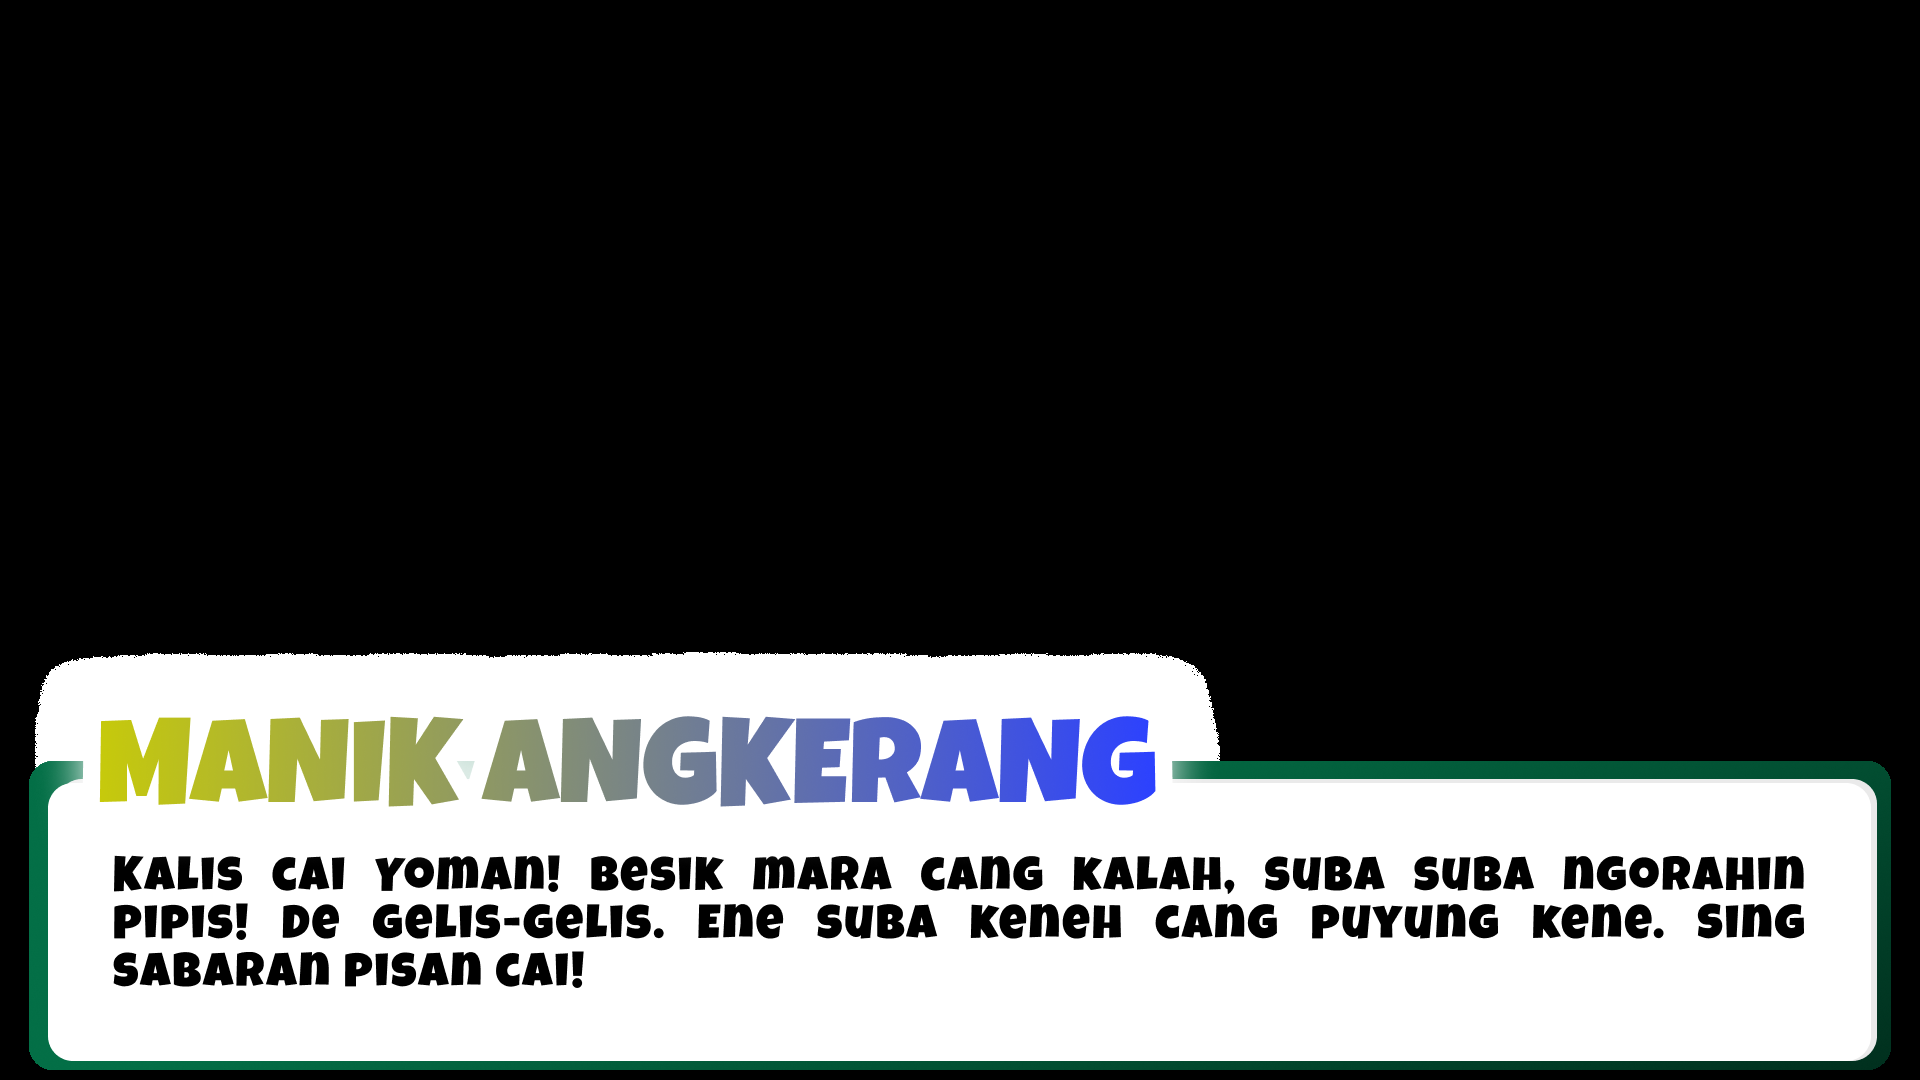 MANIK ANGKERANG
Kalis cai Yoman! Besik mara cang kalah, suba suba ngorahin
pipis! De gelis-gelis. Ene suba keneh cang puyung kene. Sing
sabaran pisan cai!